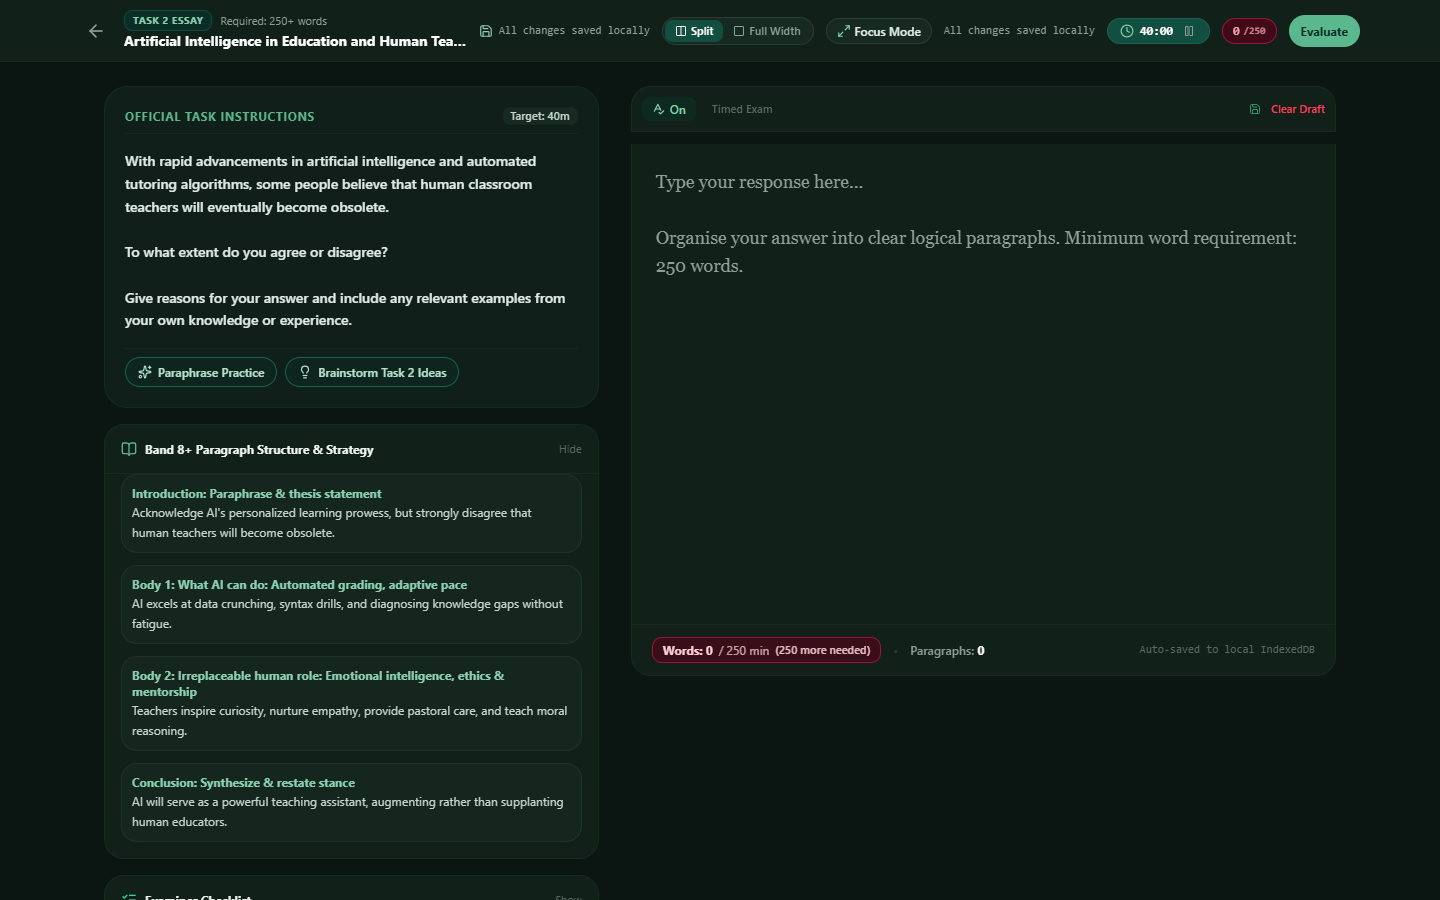 TASK 2 ESSAY Required: 250+ words
Artificial Intelligence in Education and Human Tea...
All changes saved locally
Split Full Width
Focus Mode
All changes saved locally
40:00
0 /250
Evaluate
OFFICIAL TASK INSTRUCTIONS Target: 40m
With rapid advancements in artificial intelligence and automated
tutoring algorithms, some people believe that human classroom
teachers will eventually become obsolete.
To what extent do you agree or disagree?
Give reasons for your answer and include any relevant examples from
your own knowledge or experience.
Paraphrase Practice Brainstorm Task 2 Ideas
Band 8+ Paragraph Structure & Strategy Hide
Introduction: Paraphrase & thesis statement
Acknowledge AI's personalized learning prowess, but strongly disagree that
human teachers will become obsolete.
Body 1: What AI can do: Automated grading, adaptive pace
AI excels at data crunching, syntax drills, and diagnosing knowledge gaps without
fatigue.
Body 2: Irreplaceable human role: Emotional intelligence, ethics &
mentorship
Teachers inspire curiosity, nurture empathy, provide pastoral care, and teach moral
reasoning.
Conclusion: Synthesize & restate stance
AI will serve as a powerful teaching assistant, augmenting rather than supplanting
human educators.
Examiner Checklist Show
On Timed Exam Clear Draft
Type your response here...
Organise your answer into clear logical paragraphs. Minimum word requirement:
250 words.
Words: 0 / 250 min (250 more needed) • Paragraphs: 0 Auto-saved to local IndexedDB